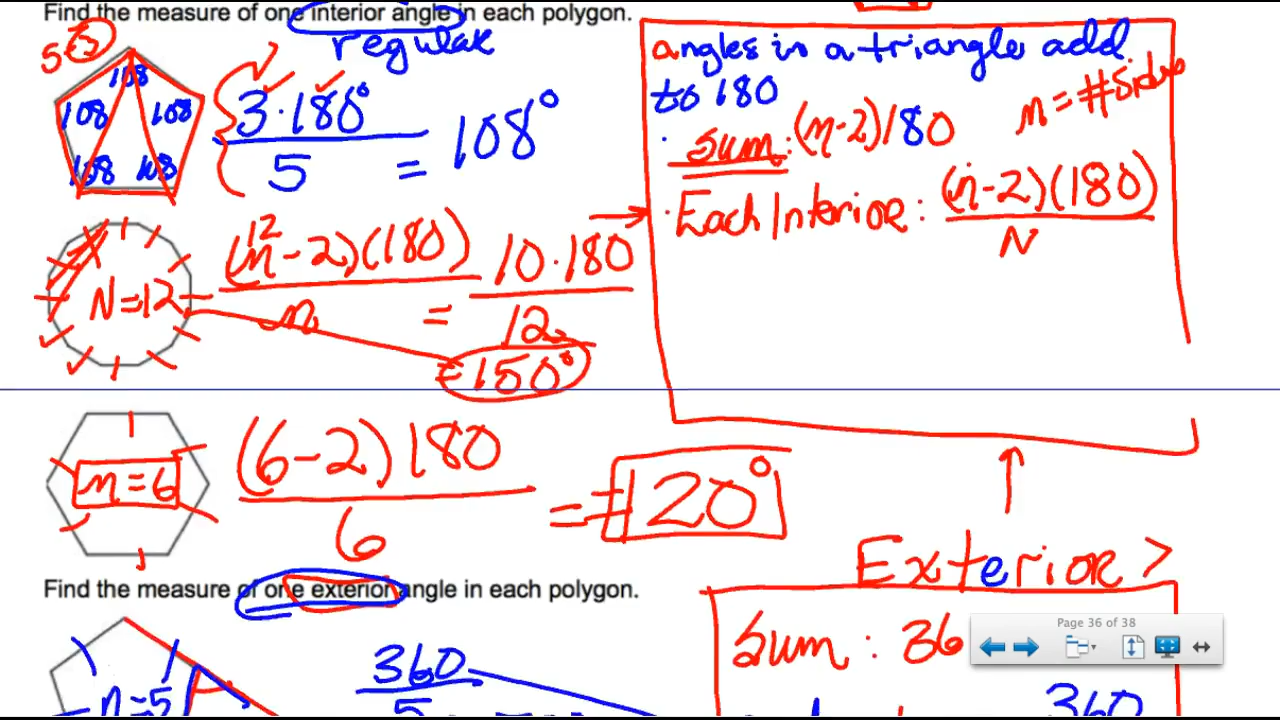 Find the measure of one interior angle in each polygon.
regular
5-2
108
108 108
108 108
3·180°
5
= 108°
angles in a triangle add
to 180
n = #Sides
· Sum: (n-2)180
· Each Interior: (n-2)(180)
N
N=12
12
(n-2)(180)
n
= 10·180
12
=150°
n=6
(6-2)180
6
= 120°
Exterior >
Find the measure of one exterior angle in each polygon.
n=5
360
5
Sum: 36
360
Page 36 of 38